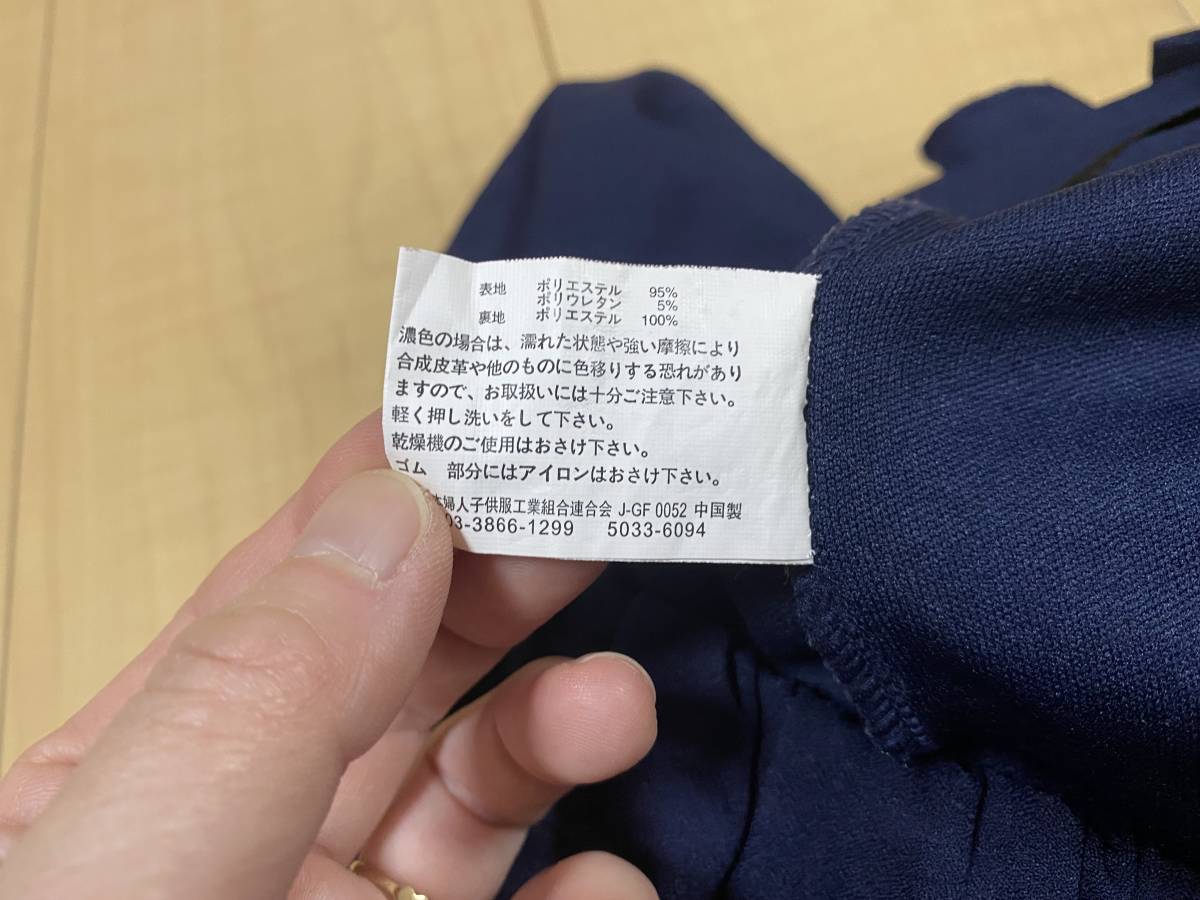 表地 ポリエステル 95%
ポリウレタン 5%
裏地 ポリエステル 100%
濃色の場合は、濡れた状態や強い摩擦により
合成皮革や他のものに色移りする恐れがあり
ますので、お取扱いには十分ご注意下さい。
軽く押し洗いをして下さい。
乾燥機のご使用はおさけ下さい。
ゴム 部分にはアイロンはおさけ下さい。
婦人子供服工業組合連合会 J-GF 0052 中国製
03-3866-1299 5033-6094